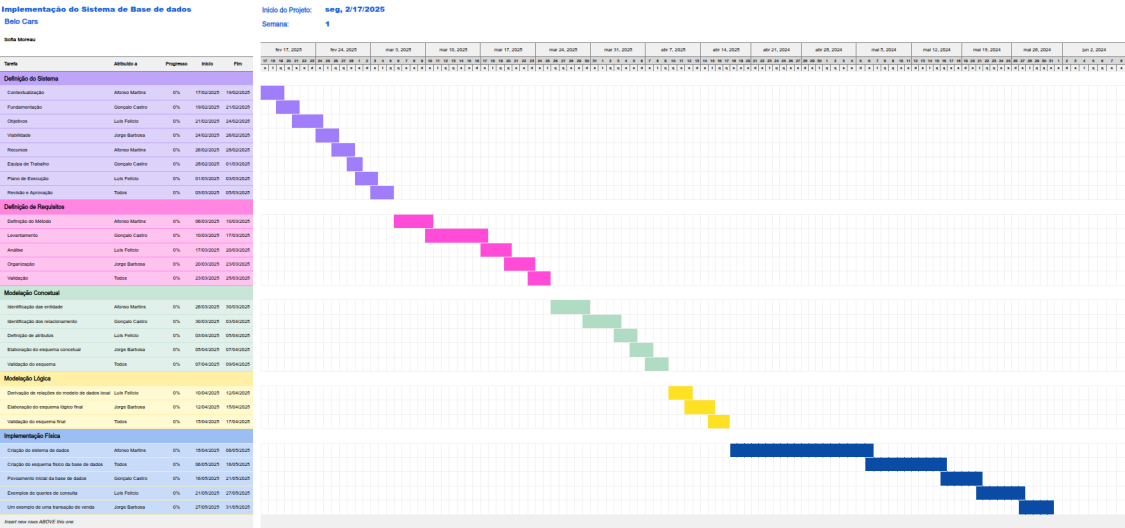 Implementação do Sistema de Base de dados
Início do Projeto: seg, 2/17/2025
Belo Cars
Semana: 1
Sofia Moreau
fev 17, 2025 fev 24, 2025 mar 3, 2025 mar 10, 2025 mar 17, 2025 mar 24, 2025 mar 31, 2025 abr 7, 2025 abr 14, 2025 abr 21, 2024 abr 28, 2024 mai 5, 2024 mai 12, 2024 mai 19, 2024 mai 26, 2024 jun 2, 2024
Tarefa Atribuído a Progresso Início Fim
Definição do Sistema
Contextualização Afonso Martins 0% 17/02/2025 19/02/2025
Fundamentação Gonçalo Castro 0% 19/02/2025 21/02/2025
Objetivos Luís Felício 0% 21/02/2025 24/02/2025
Viabilidade Jorge Barbosa 0% 24/02/2025 26/02/2025
Recursos Afonso Martins 0% 26/02/2025 28/02/2025
Equipa de Trabalho Gonçalo Castro 0% 28/02/2025 01/03/2025
Plano de Execução Luís Felício 0% 01/03/2025 03/03/2025
Revisão e Aprovação Todos 0% 03/03/2025 05/03/2025
Definição de Requisitos
Definição do Método Afonso Martins 0% 06/03/2025 10/03/2025
Levantamento Gonçalo Castro 0% 10/03/2025 17/03/2025
Análise Luís Felício 0% 17/03/2025 20/03/2025
Organização Jorge Barbosa 0% 20/03/2025 23/03/2025
Validação Todos 0% 23/03/2025 25/03/2025
Modelação Concetual
Identificação das entidade Afonso Martins 0% 26/03/2025 30/03/2025
Identificação dos relacionamento Gonçalo Castro 0% 30/03/2025 03/04/2025
Definição de atributos Luís Felício 0% 03/04/2025 05/04/2025
Elaboração do esquema concetual Jorge Barbosa 0% 05/04/2025 07/04/2025
Validação do esquema Todos 0% 07/04/2025 09/04/2025
Modelação Lógica
Derivação de relações do modelo de dados local Luís Felício 0% 10/04/2025 12/04/2025
Elaboração do esquema lógico final Jorge Barbosa 0% 12/04/2025 15/04/2025
Validação do esquema final Todos 0% 15/04/2025 17/04/2025
Implementação Física
Criação do sistema de dados Afonso Martins 0% 18/04/2025 06/05/2025
Criação do esquema físico da base de dados Todos 0% 06/05/2025 16/05/2025
Povoamento inicial da base de dados Gonçalo Castro 0% 16/05/2025 21/05/2025
Exemplos de queries de consulta Luís Felício 0% 21/05/2025 27/05/2025
Um exemplo de uma transação de venda Jorge Barbosa 0% 27/05/2025 31/05/2025
Insert new rows ABOVE this one